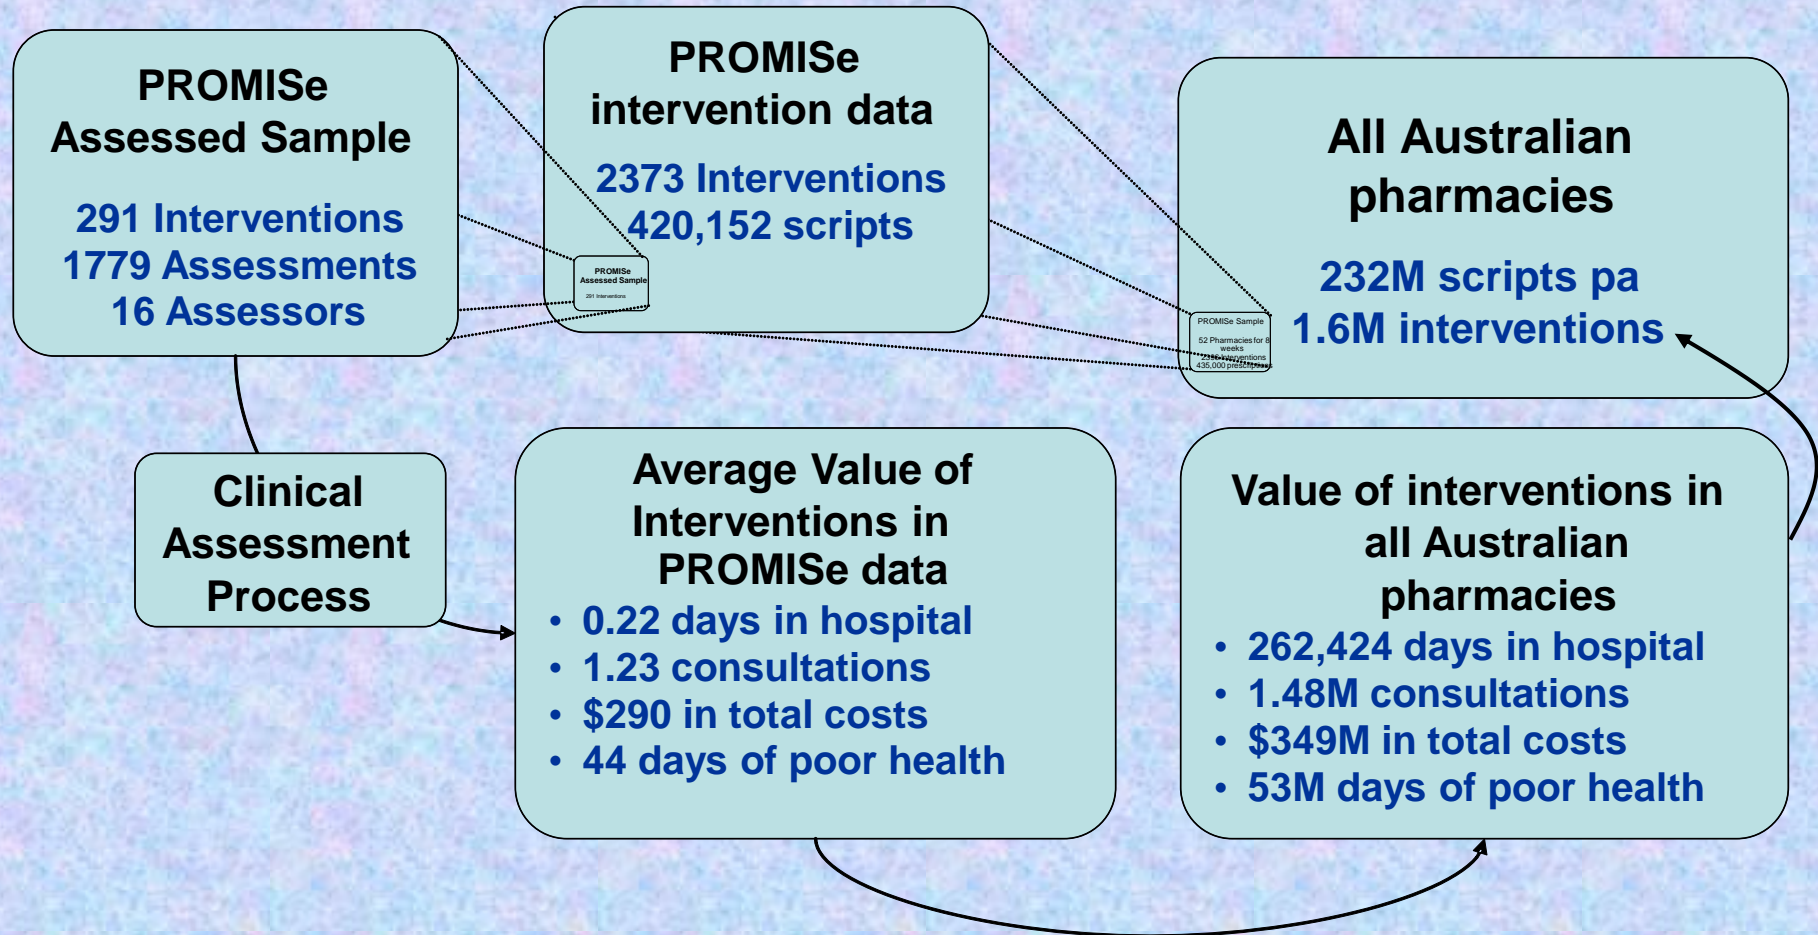 PROMISe
Assessed Sample
291 Interventions
1779 Assessments
16 Assessors
PROMISe
intervention data
2373 Interventions
420,152 scripts
PROMISe
Assessed Sample
291 Interventions
All Australian
pharmacies
232M scripts pa
1.6M interventions
PROMISe Sample
52 Pharmacies for 8
weeks
Interventions
435,000 prescriptions
Clinical
Assessment
Process
Average Value of
Interventions in
PROMISe data
• 0.22 days in hospital
• 1.23 consultations
• $290 in total costs
• 44 days of poor health
Value of interventions in
all Australian
pharmacies
• 262,424 days in hospital
• 1.48M consultations
• $349M in total costs
• 53M days of poor health